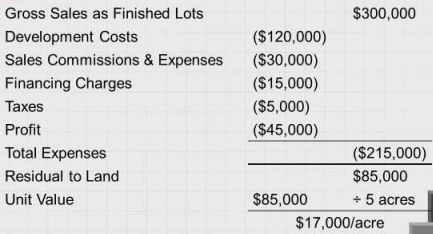 Gross Sales as Finished Lots $300,000
Development Costs ($120,000)
Sales Commissions & Expenses ($30,000)
Financing Charges ($15,000)
Taxes ($5,000)
Profit ($45,000)
Total Expenses ($215,000)
Residual to Land $85,000
Unit Value $85,000 ÷ 5 acres
$17,000/acre